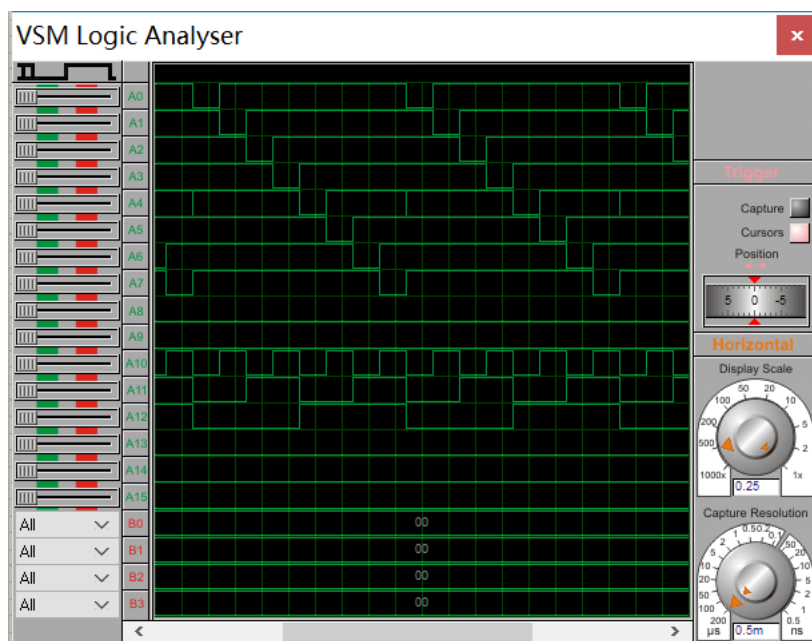 VSM Logic Analyser
x
A0
A1
A2
A3
A4
A5
A6
A7
A8
A9
A10
A11
A12
A13
A14
A15
All B0 00
All B1 00
All B2 00
All B3 00
< >
Trigger
Capture
Cursors
Position
5 0 -5
Horizontal
Display Scale
1000x 500 200 100 50 20 10 5 2 1x
0.25
Capture Resolution
200 100 50 20 10 5 2 1 0.5 0.2 0.1 50 20 10 5 2 1 0.5
µs ns
0.5m